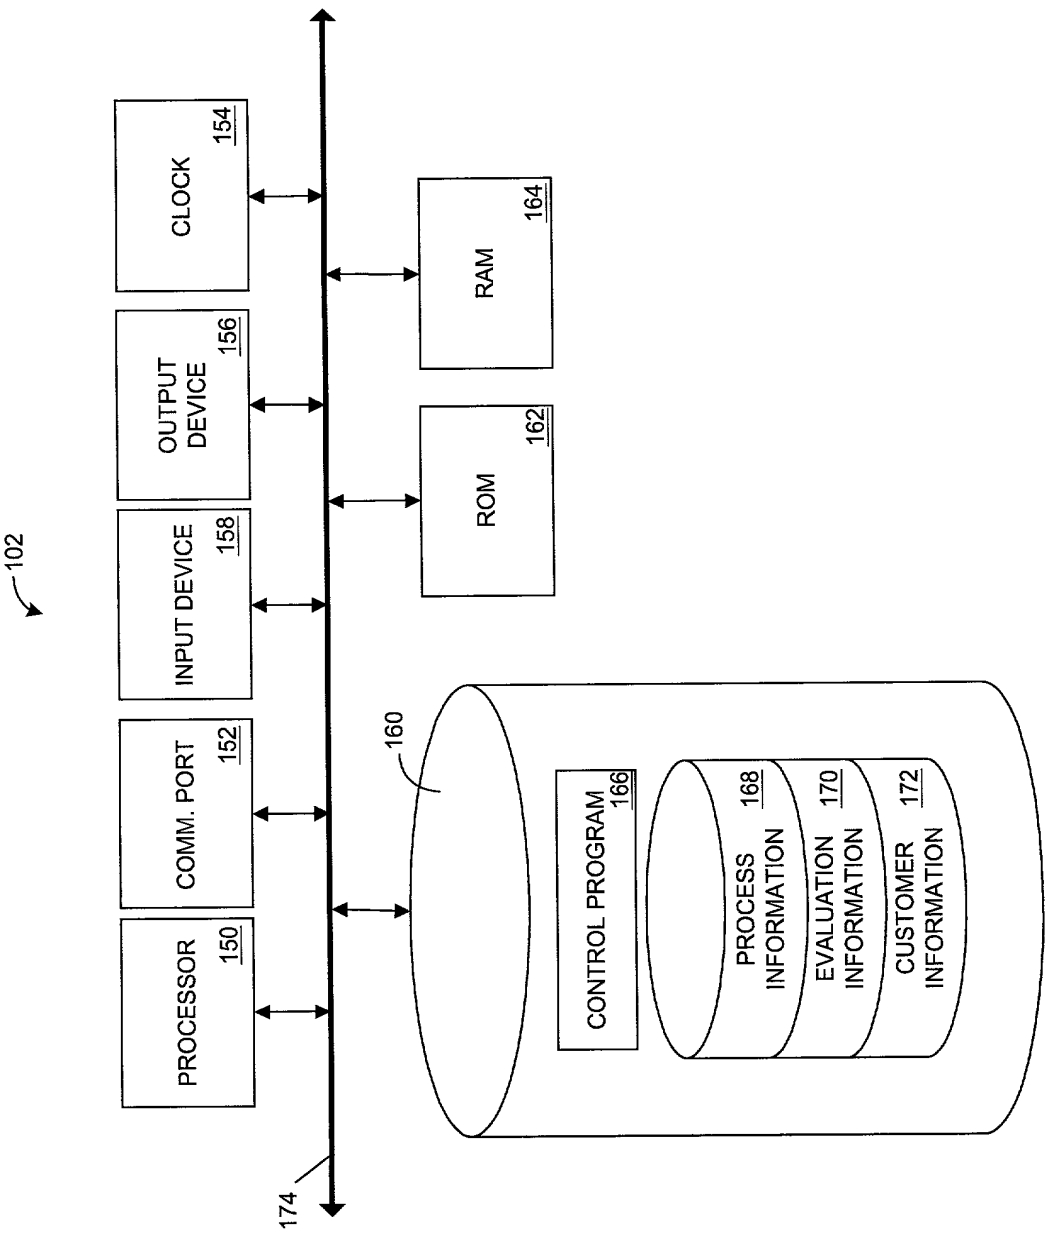 102
PROCESSOR
150
COMM. PORT
152
INPUT DEVICE
158
OUTPUT
DEVICE
156
CLOCK
154
174
160
ROM
162
RAM
164
CONTROL PROGRAM
166
PROCESS
INFORMATION
168
EVALUATION
INFORMATION
170
CUSTOMER
INFORMATION
172